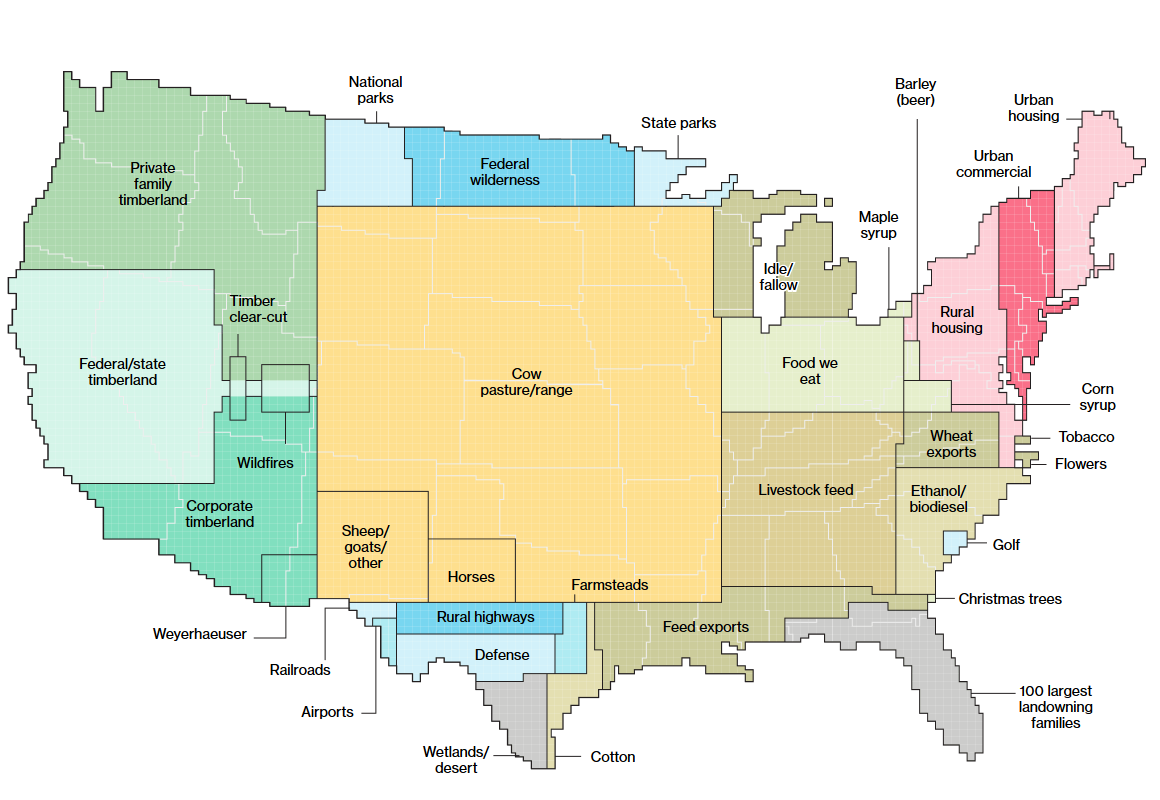 National
parks
Barley
(beer)
Urban
housing
State parks
Urban
commercial
Private
family
timberland
Federal
wilderness
Maple
syrup
Idle/
fallow
Timber
clear-cut
Rural
housing
Federal/state
timberland
Cow
pasture/range
Food we
eat
Corn
syrup
Wheat
exports
Tobacco
Wildfires
Flowers
Livestock feed
Ethanol/
biodiesel
Corporate
timberland
Sheep/
goats/
other
Golf
Horses
Farmsteads
Christmas trees
Rural highways
Feed exports
Weyerhaeuser
Defense
Railroads
100 largest
landowning
families
Airports
Wetlands/
desert
Cotton